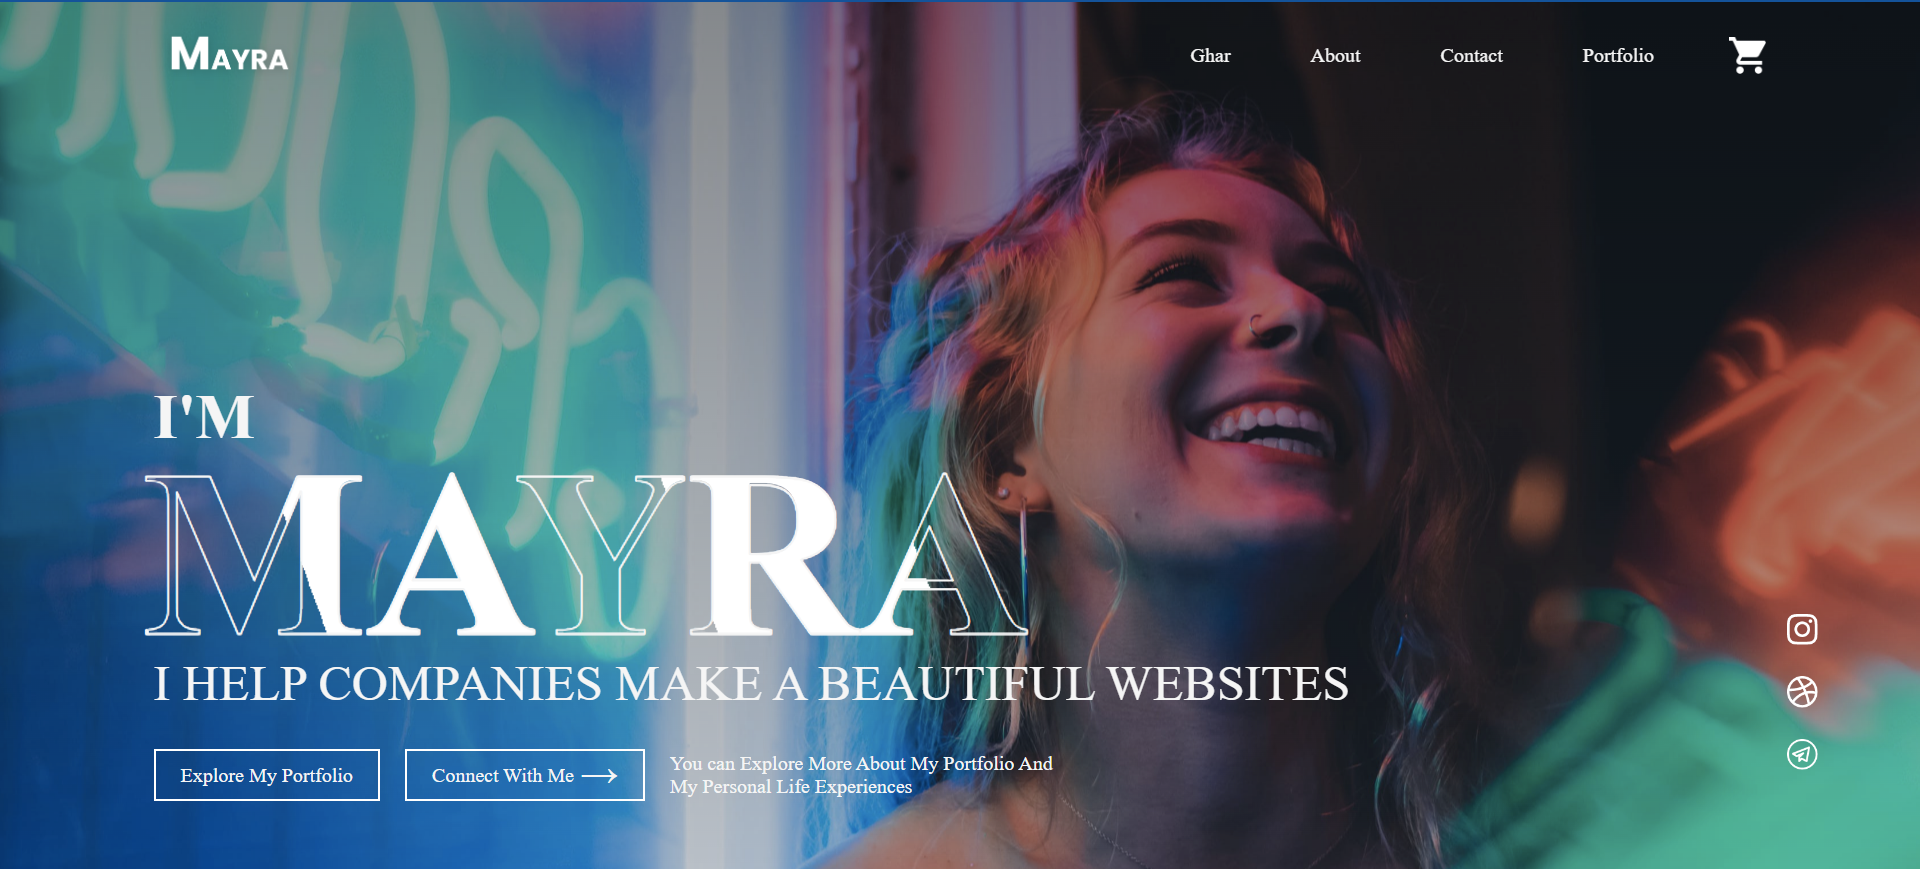 MAYRA
Ghar About Contact Portfolio
I'M
MAYRA
I HELP COMPANIES MAKE A BEAUTIFUL WEBSITES
Explore My Portfolio
Connect With Me
You can Explore More About My Portfolio And
My Personal Life Experiences